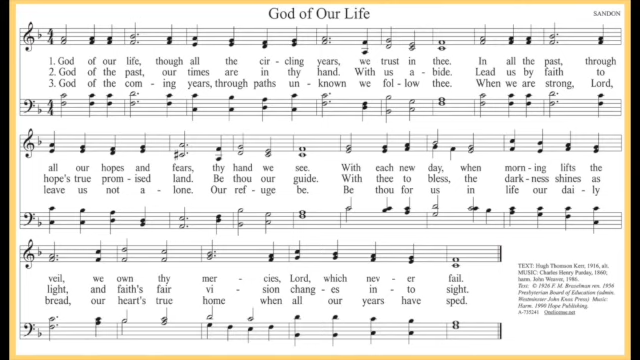 God of Our Life
SANDON
1. God of our life, though all the cir - cling years, we trust in thee. In all the past, through
2. God of the past, our times are in thy hand. With us a - bide. Lead us by faith to
3. God of the com - ing years, through paths un - known we fol - low thee. When we are strong, Lord,
all our hopes and fears, thy hand we see. With each new day, when morn - ing lifts the
hope's true prom - ised land. Be thou our guide. With thee to bless, the dark - ness shines as
leave us not a - lone. Our ref - uge be. Be thou for us in life our dai - ly
veil, we own thy mer - cies, Lord, which nev - er fail.
light, and faith's fair vi - sion chang - es in - to sight.
bread, our heart's true home when all our years have sped.
TEXT: Hugh Thomson Kerr, 1916, alt.
MUSIC: Charles Henry Purday, 1860;
harm. John Weaver, 1986.
Text: © 1926 F. M. Braselman ren. 1956
Presbyterian Board of Education (admin.
Westminster John Knox Press) Music:
Harm. 1990 Hope Publishing
A-735241 Onelicense.net